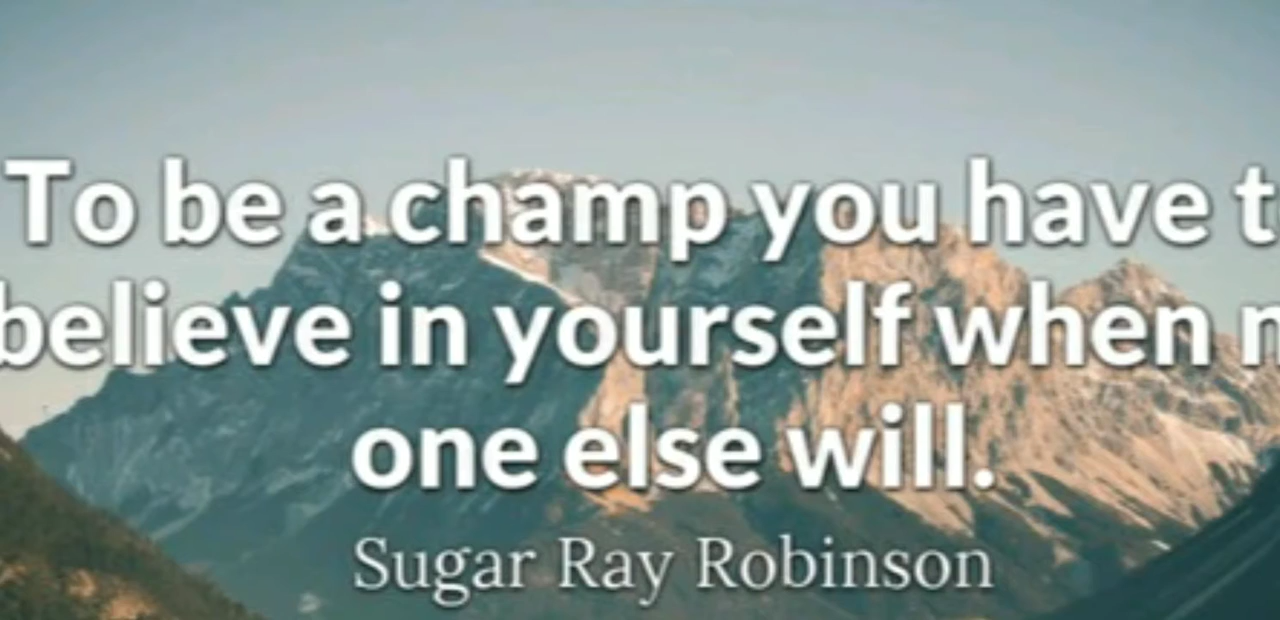 To be a champ you have t
believe in yourself when n
one else will.
Sugar Ray Robinson